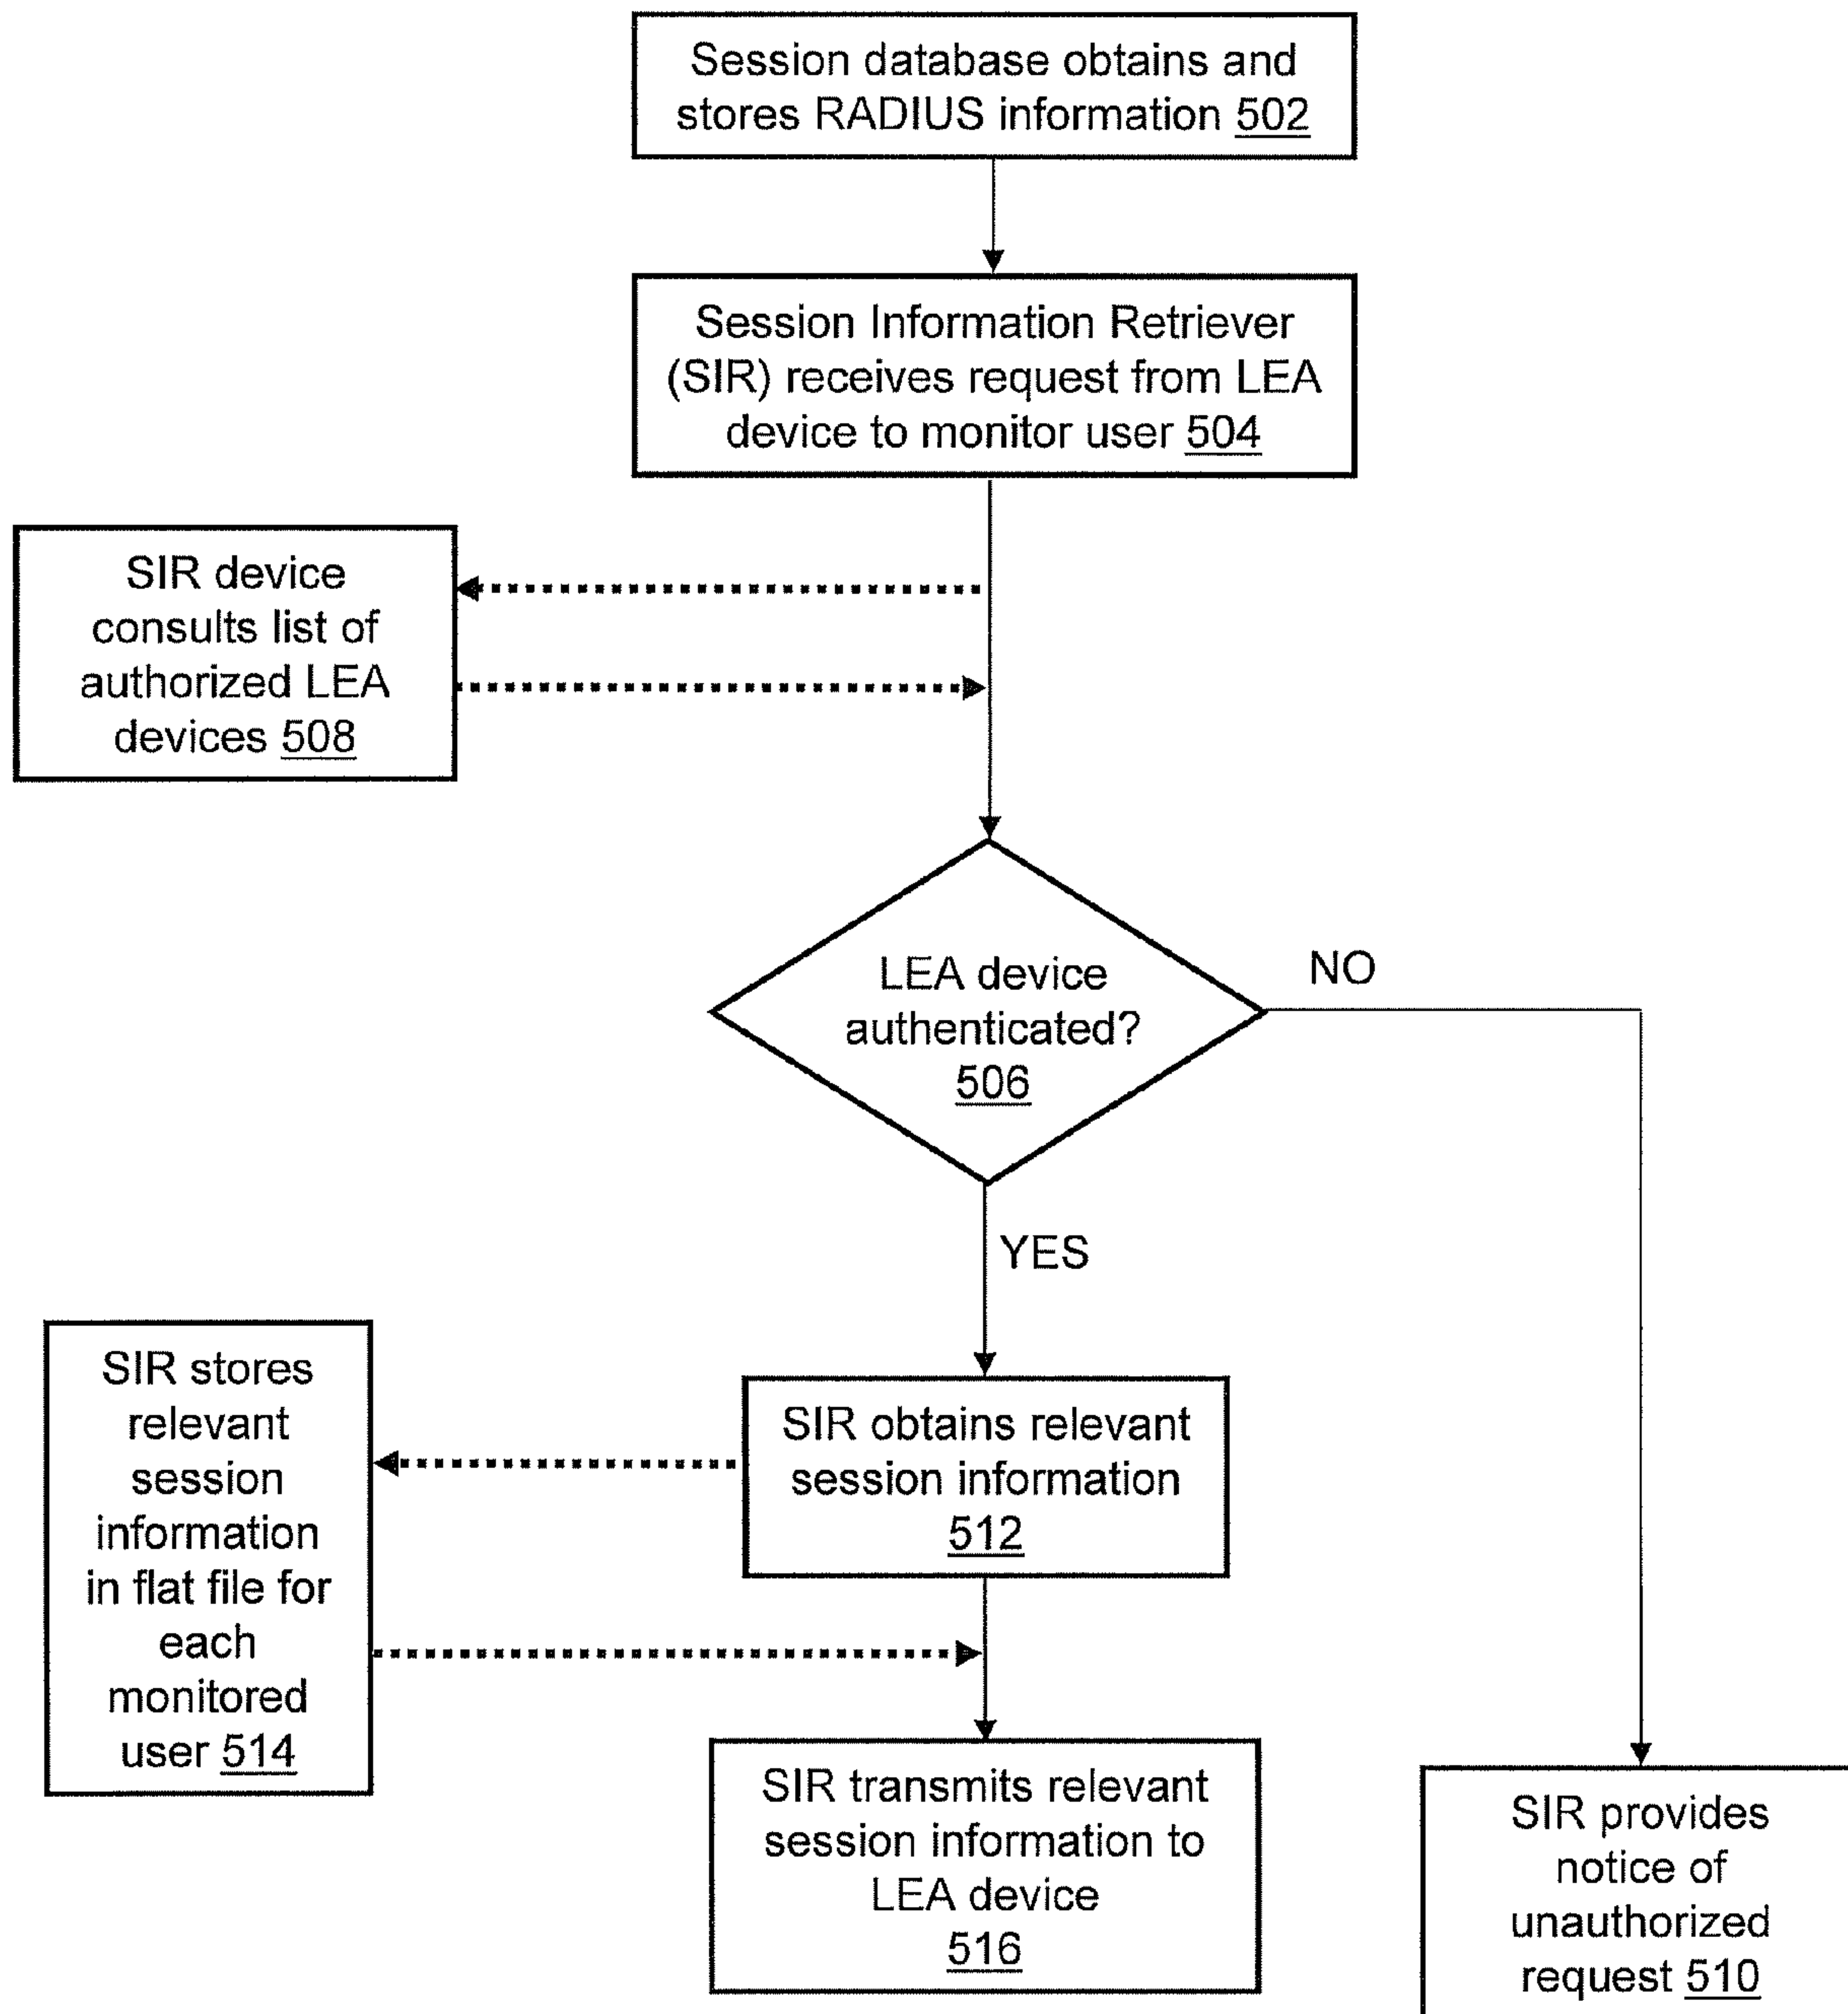 Session database obtains and
stores RADIUS information 502
Session Information Retriever
(SIR) receives request from LEA
device to monitor user 504
SIR device
consults list of
authorized LEA
devices 508
LEA device
authenticated?
506
NO
YES
SIR stores
relevant
session
information
in flat file for
each
monitored
user 514
SIR obtains relevant
session information
512
SIR transmits relevant
session information to
LEA device
516
SIR provides
notice of
unauthorized
request 510